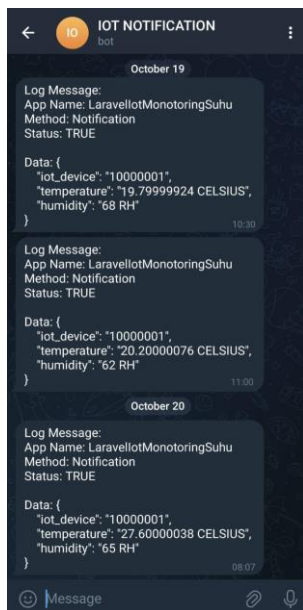 IO
IOT NOTIFICATION
bot
October 19
Log Message:
App Name: LaravelIotMonotoringSuhu
Method: Notification
Status: TRUE
Data: {
"iot_device": "10000001",
"temperature": "19.79999924 CELSIUS",
"humidity": "68 RH"
}
10:30
Log Message:
App Name: LaravelIotMonotoringSuhu
Method: Notification
Status: TRUE
Data: {
"iot_device": "10000001",
"temperature": "20.20000076 CELSIUS",
"humidity": "62 RH"
}
11:00
October 20
Log Message:
App Name: LaravelIotMonotoringSuhu
Method: Notification
Status: TRUE
Data: {
"iot_device": "10000001",
"temperature": "27.60000038 CELSIUS",
"humidity": "65 RH"
}
08:07
Message